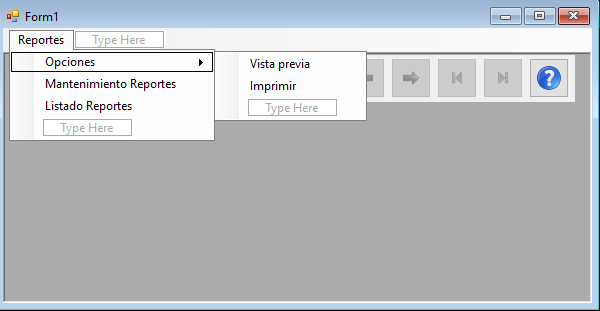 Form1
Reportes Type Here
Opciones
Mantenimiento Reportes
Listado Reportes
Type Here
Vista previa
Imprimir
Type Here
?